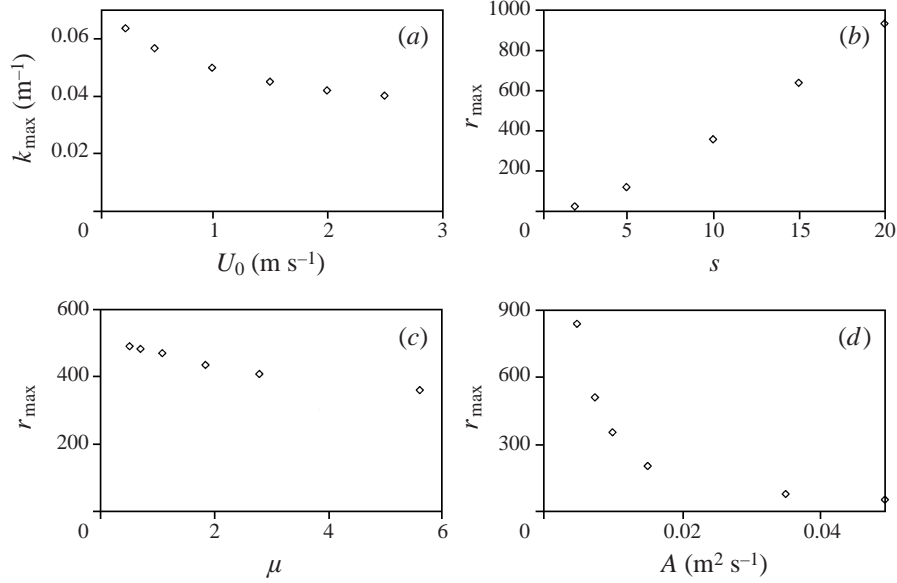 0.06
0.04
0.02
0
1
2
3
k_max (m⁻¹)
U₀ (m s⁻¹)
(a)
1000
800
600
400
200
0
5
10
15
20
r_max
s
(b)
600
400
200
0
2
4
6
r_max
μ
(c)
900
600
300
0
0.02
0.04
r_max
A (m² s⁻¹)
(d)